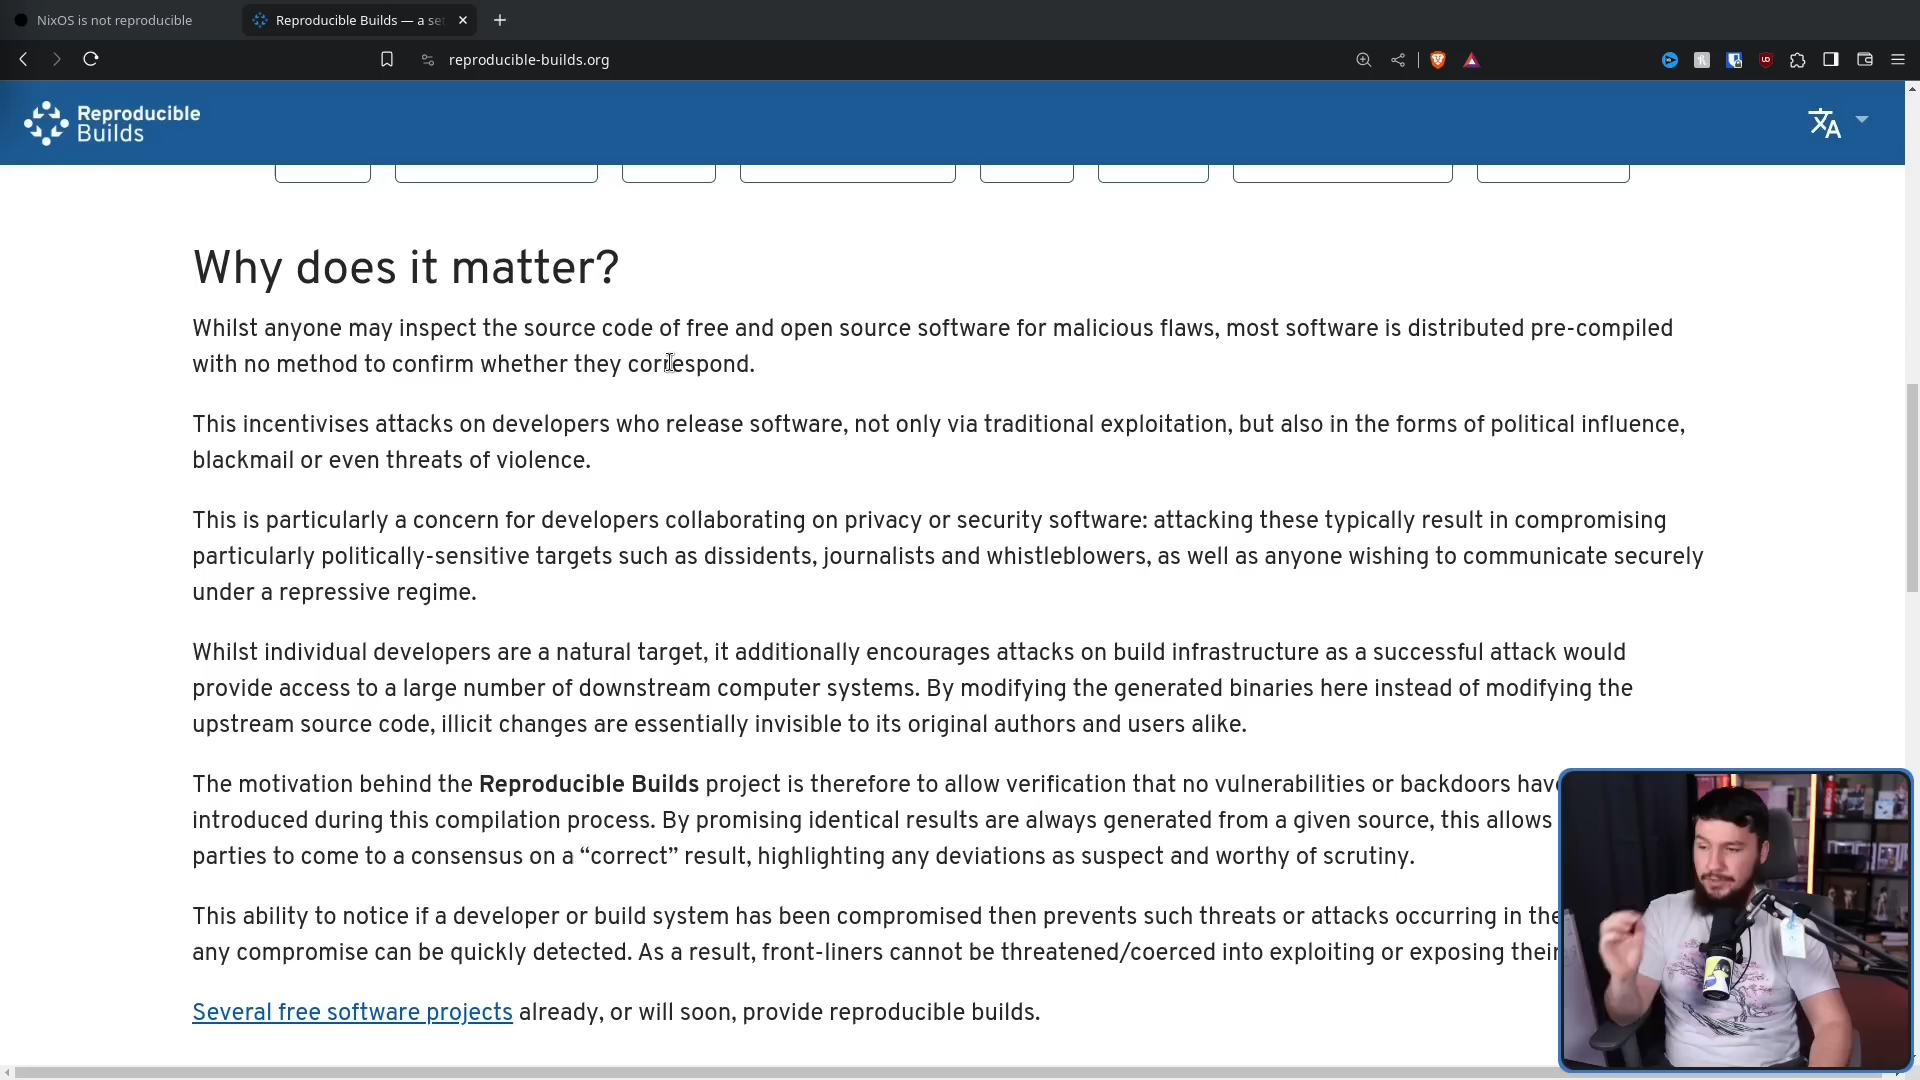 NixOS is not reproducible
Reproducible Builds — a set
reproducible-builds.org
Reproducible
Builds
Why does it matter?
Whilst anyone may inspect the source code of free and open source software for malicious flaws, most software is distributed pre-compiled
with no method to confirm whether they correspond.
This incentivises attacks on developers who release software, not only via traditional exploitation, but also in the forms of political influence,
blackmail or even threats of violence.
This is particularly a concern for developers collaborating on privacy or security software: attacking these typically result in compromising
particularly politically-sensitive targets such as dissidents, journalists and whistleblowers, as well as anyone wishing to communicate securely
under a repressive regime.
Whilst individual developers are a natural target, it additionally encourages attacks on build infrastructure as a successful attack would
provide access to a large number of downstream computer systems. By modifying the generated binaries here instead of modifying the
upstream source code, illicit changes are essentially invisible to its original authors and users alike.
The motivation behind the Reproducible Builds project is therefore to allow verification that no vulnerabilities or backdoors have
introduced during this compilation process. By promising identical results are always generated from a given source, this allows
parties to come to a consensus on a “correct” result, highlighting any deviations as suspect and worthy of scrutiny.
This ability to notice if a developer or build system has been compromised then prevents such threats or attacks occurring in the
any compromise can be quickly detected. As a result, front-liners cannot be threatened/coerced into exploiting or exposing their
Several free software projects already, or will soon, provide reproducible builds.